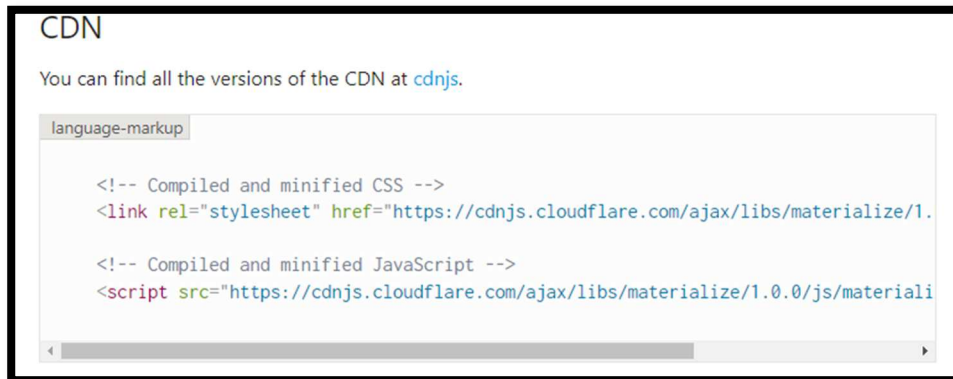 CDN
You can find all the versions of the CDN at cdnjs.
language-markup
<!-- Compiled and minified CSS -->
<link rel="stylesheet" href="https://cdnjs.cloudflare.com/ajax/libs/materialize/1.
<!-- Compiled and minified JavaScript -->
<script src="https://cdnjs.cloudflare.com/ajax/libs/materialize/1.0.0/js/materiali